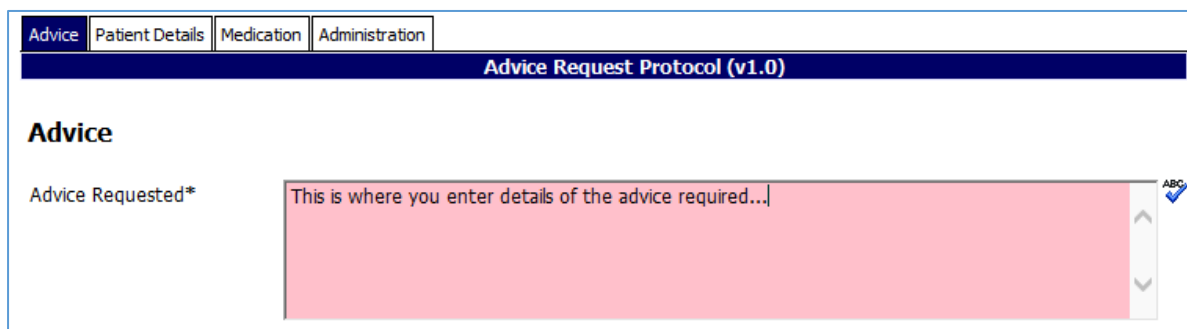 Advice Patient Details Medication Administration
Advice Request Protocol (v1.0)
Advice
Advice Requested* This is where you enter details of the advice required...
ABC